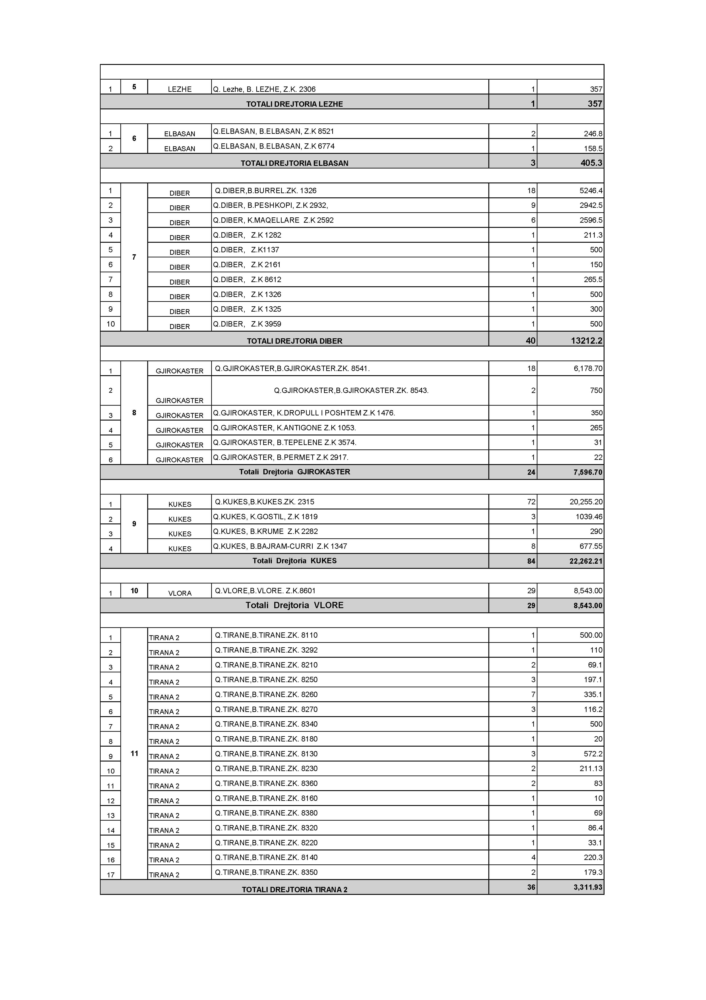 1 5 LEZHE Q. Lezhe, B. LEZHE, Z.K. 2306 1 357
TOTALI DREJTORIA LEZHE 1 357
1 6 ELBASAN Q.ELBASAN, B.ELBASAN, Z.K 8521 2 246.8
2 ELBASAN Q.ELBASAN, B.ELBASAN, Z.K 6774 1 158.5
TOTALI DREJTORIA ELBASAN 3 405.3
1 7 DIBER Q.DIBER,B.BURREL.ZK. 1326 18 5246.4
2 DIBER Q.DIBER, B.PESHKOPI, Z.K 2932, 9 2942.5
3 DIBER Q.DIBER, K.MAQELLARE Z.K 2592 6 2596.5
4 DIBER Q.DIBER, Z.K 1282 1 211.3
5 DIBER Q.DIBER, Z.K1137 1 500
6 DIBER Q.DIBER, Z.K 2161 1 150
7 DIBER Q.DIBER, Z.K 8612 1 265.5
8 DIBER Q.DIBER, Z.K 1326 1 500
9 DIBER Q.DIBER, Z.K 1325 1 300
10 DIBER Q.DIBER, Z.K 3959 1 500
TOTALI DREJTORIA DIBER 40 13212.2
1 8 GJIROKASTER Q.GJIROKASTER,B.GJIROKASTER.ZK. 8541. 18 6,178.70
2 GJIROKASTER Q.GJIROKASTER,B.GJIROKASTER.ZK. 8543. 2 750
3 GJIROKASTER Q.GJIROKASTER, K.DROPULL I POSHTEM Z.K 1476. 1 350
4 GJIROKASTER Q.GJIROKASTER, K.ANTIGONE Z.K 1053. 1 265
5 GJIROKASTER Q.GJIROKASTER, B.TEPELENE Z.K 3574. 1 31
6 GJIROKASTER Q.GJIROKASTER, B.PERMET Z.K 2917. 1 22
Totali Drejtoria GJIROKASTER 24 7,596.70
1 9 KUKES Q.KUKES,B.KUKES.ZK. 2315 72 20,255.20
2 KUKES Q.KUKES, K.GOSTIL, Z.K 1819 3 1039.46
3 KUKES Q.KUKES, B.KRUME Z.K 2282 1 290
4 KUKES Q.KUKES, B.BAJRAM-CURRI Z.K 1347 8 677.55
Totali Drejtoria KUKES 84 22,262.21
1 10 VLORA Q.VLORE,B.VLORE. Z.K.8601 29 8,543.00
Totali Drejtoria VLORE 29 8,543.00
1 11 TIRANA 2 Q.TIRANE,B.TIRANE.ZK. 8110 1 500.00
2 TIRANA 2 Q.TIRANE,B.TIRANE.ZK. 3292 1 110
3 TIRANA 2 Q.TIRANE,B.TIRANE.ZK. 8210 2 69.1
4 TIRANA 2 Q.TIRANE,B.TIRANE.ZK. 8250 3 197.1
5 TIRANA 2 Q.TIRANE,B.TIRANE.ZK. 8260 7 335.1
6 TIRANA 2 Q.TIRANE,B.TIRANE.ZK. 8270 3 116.2
7 TIRANA 2 Q.TIRANE,B.TIRANE.ZK. 8340 1 500
8 TIRANA 2 Q.TIRANE,B.TIRANE.ZK. 8180 1 20
9 TIRANA 2 Q.TIRANE,B.TIRANE.ZK. 8130 3 572.2
10 TIRANA 2 Q.TIRANE,B.TIRANE.ZK. 8230 2 211.13
11 TIRANA 2 Q.TIRANE,B.TIRANE.ZK. 8360 2 83
12 TIRANA 2 Q.TIRANE,B.TIRANE.ZK. 8160 1 10
13 TIRANA 2 Q.TIRANE,B.TIRANE.ZK. 8380 1 69
14 TIRANA 2 Q.TIRANE,B.TIRANE.ZK. 8320 1 86.4
15 TIRANA 2 Q.TIRANE,B.TIRANE.ZK. 8220 1 33.1
16 TIRANA 2 Q.TIRANE,B.TIRANE.ZK. 8140 4 220.3
17 TIRANA 2 Q.TIRANE,B.TIRANE.ZK. 8350 2 179.3
TOTALI DREJTORIA TIRANA 2 36 3,311.93